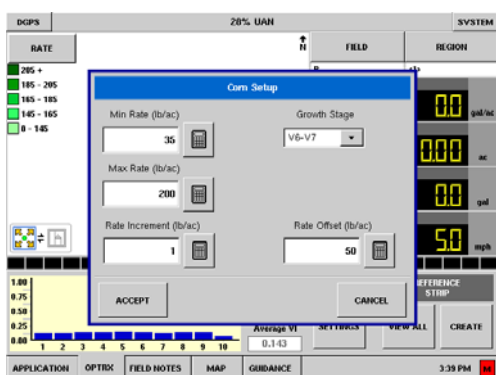 DGPS 28% UAN SYSTEM
RATE N FIELD REGION
205 +
185 - 205
165 - 185
145 - 165
0 - 145
Corn Setup
Min Rate (lb/ac) Growth Stage
35 V6-V7
Max Rate (lb/ac)
200
Rate Increment (lb/ac) Rate Offset (lb/ac)
1 50
ACCEPT CANCEL
0.0 gal/ac
0.00 ac
0.0 gal
5.0 mph
1.00
0.75
0.50
0.25
0.00
1 2 3 4 5 6 7 8 9 10
Average VI
0.143
SETTINGS VIEW ALL CREATE
STRIP
APPLICATION OPTRX FIELD NOTES MAP GUIDANCE 3:39 PM